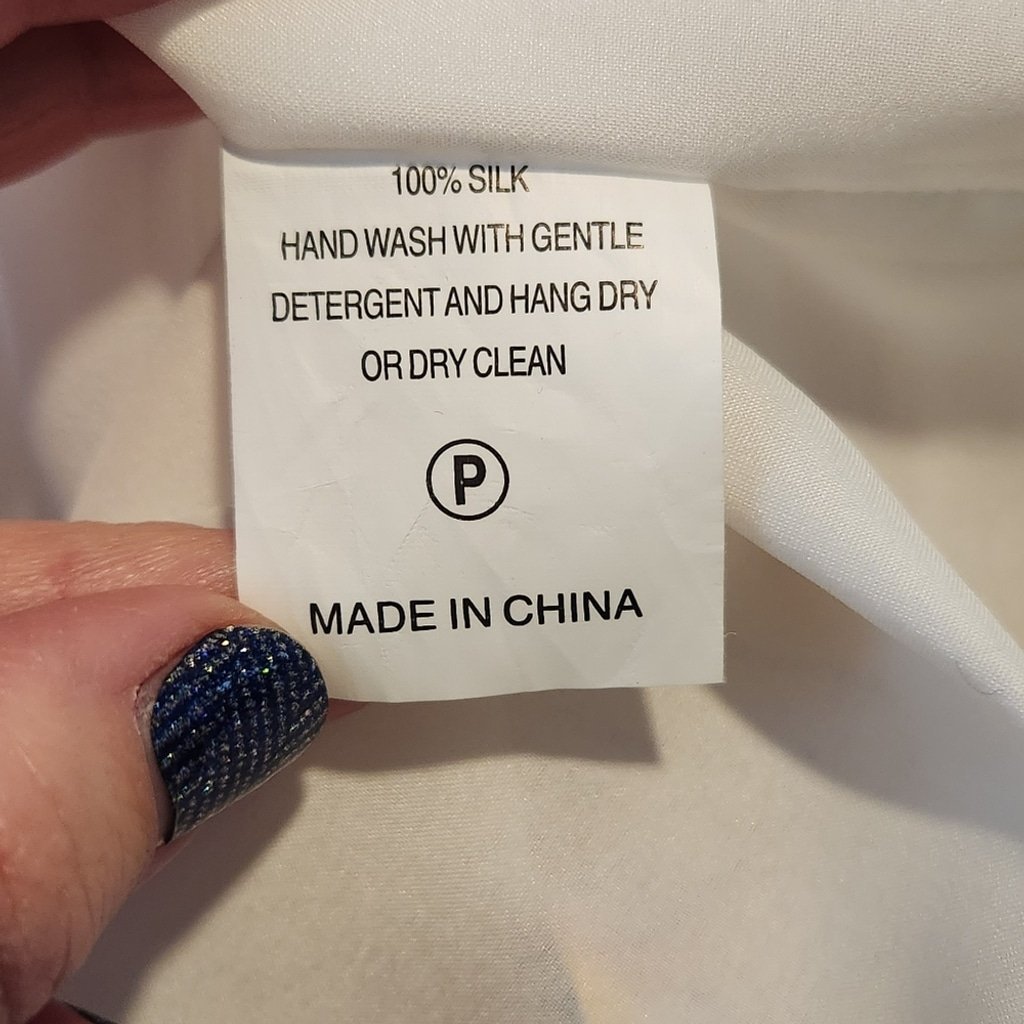 100% SILK
HAND WASH WITH GENTLE
DETERGENT AND HANG DRY
OR DRY CLEAN
P
MADE IN CHINA